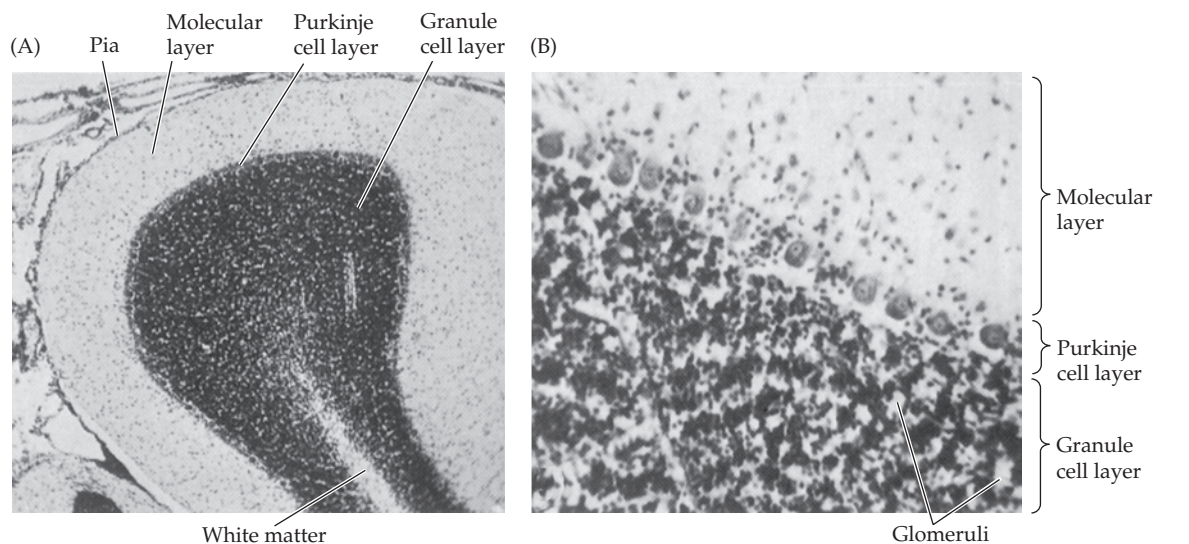 (A)
Pia
Molecular
layer
Purkinje
cell layer
Granule
cell layer
White matter
(B)
Molecular
layer
Purkinje
cell layer
Granule
cell layer
Glomeruli